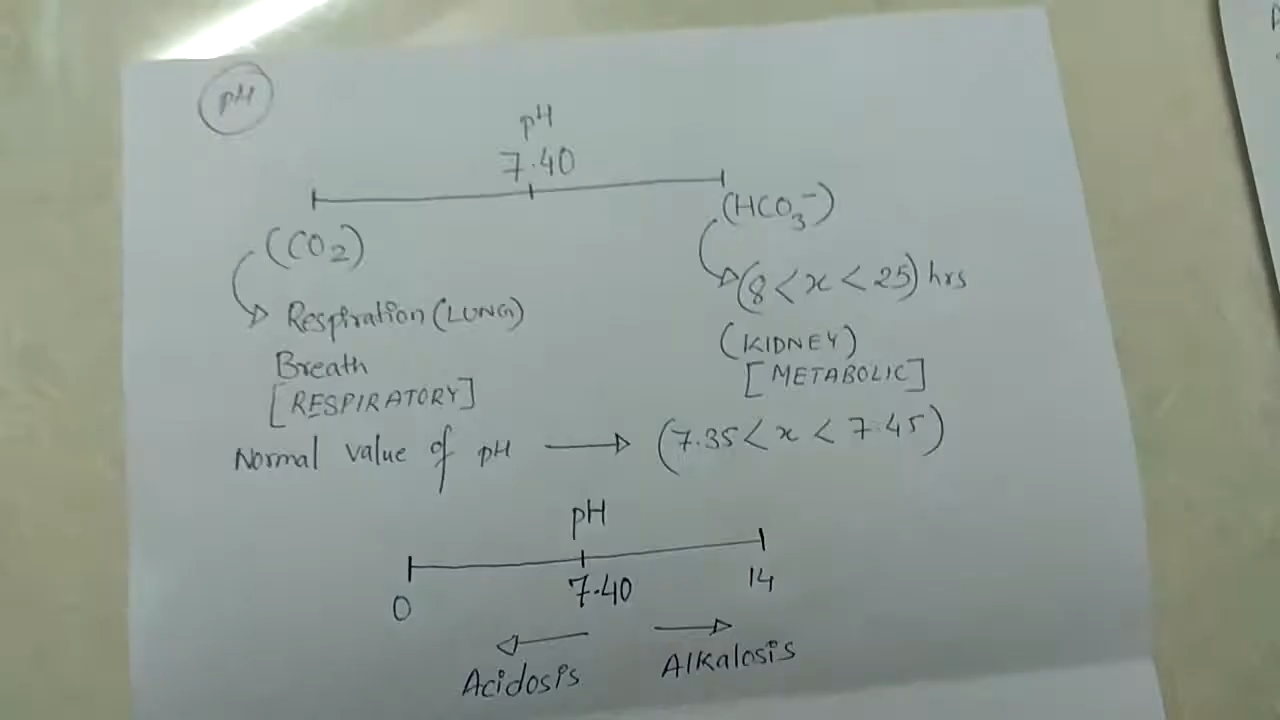 pH
pH
7.40
(CO₂)
(HCO₃⁻)
Respiration (LUNG)
(8 < x < 25) hrs
Breath
(KIDNEY)
[RESPIRATORY]
[METABOLIC]
Normal value of pH → (7.35 < x < 7.45)
pH
0 7.40 14
← →
Acidosis Alkalosis